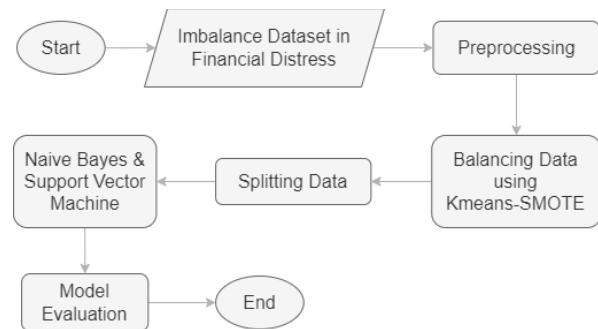 Start
Imbalance Dataset in
Financial Distress
Preprocessing
Balancing Data
using
Kmeans-SMOTE
Splitting Data
Naive Bayes &
Support Vector
Machine
Model
Evaluation
End